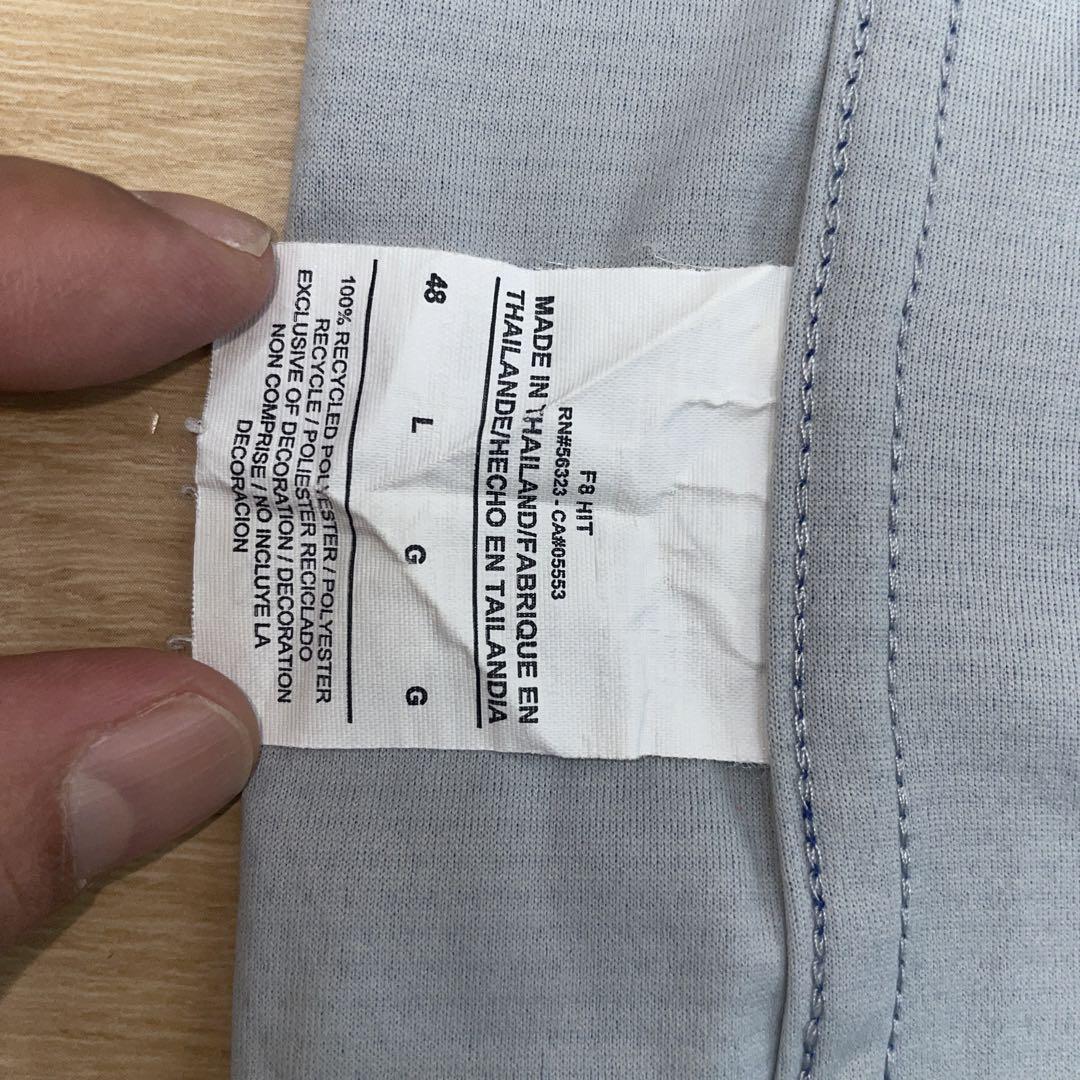 F8 HIT
RN#56323 - CA#05553
MADE IN THAILAND/FABRIQUE EN
THAILANDE/HECHO EN TAILANDIA
48 L G G
100% RECYCLED POLYESTER / POLYESTER
RECYCLE / POLIESTER RECICLADO
EXCLUSIVE OF DECORATION / DECORATION
NON COMPRISE / NO INCLUYE LA
DECORACION